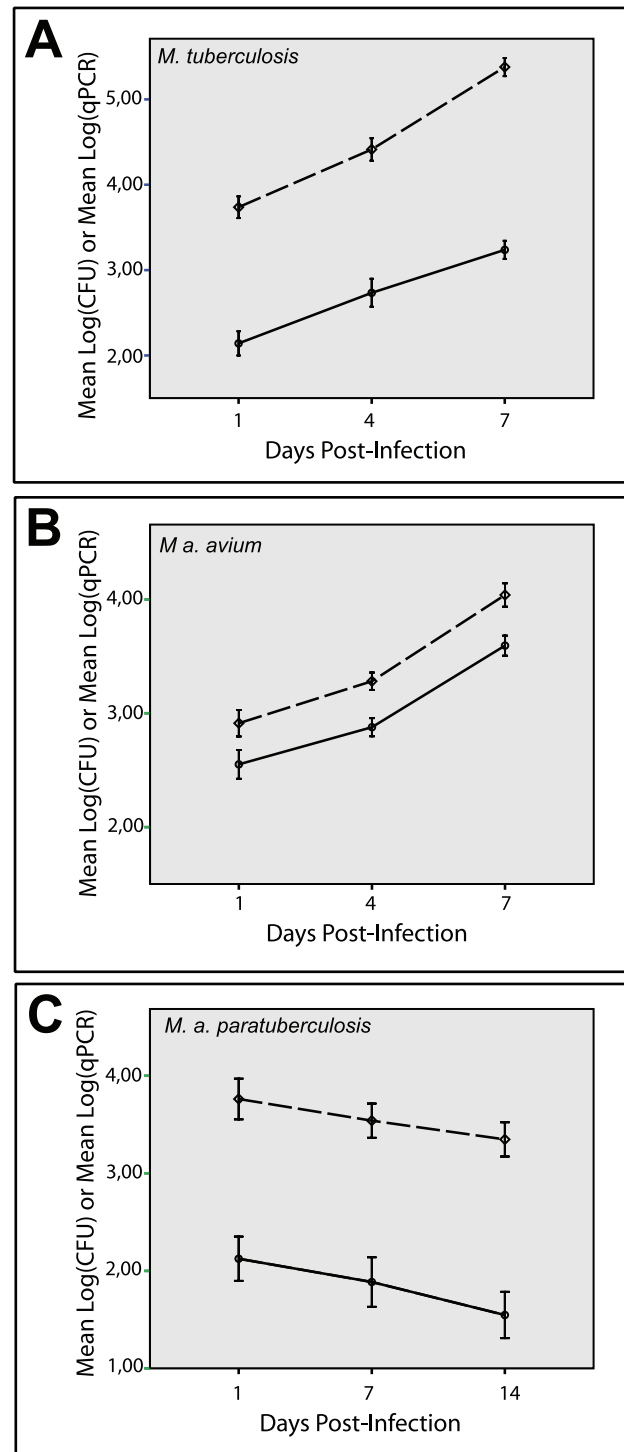 A
M. tuberculosis
Mean Log(CFU) or Mean Log(qPCR)
5,00
4,00
3,00
2,00
1 4 7
Days Post-Infection
B
M a. avium
Mean Log(CFU) or Mean Log(qPCR)
4,00
3,00
2,00
1 4 7
Days Post-Infection
C
M. a. paratuberculosis
Mean Log(CFU) or Mean Log(qPCR)
4,00
3,00
2,00
1,00
1 7 14
Days Post-Infection